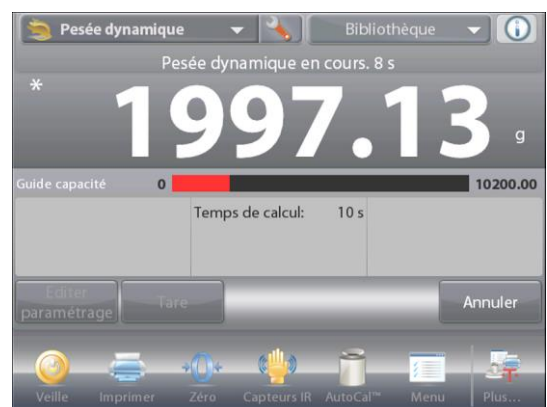 Pesée dynamique
Bibliothèque
Pesée dynamique en cours. 8 s
* 1997.13 g
Guide capacité 0 10200.00
Temps de calcul: 10 s
Editer paramétrage
Tare
Annuler
Veille Imprimer Zéro Capteurs IR AutoCal™ Menu Plus...